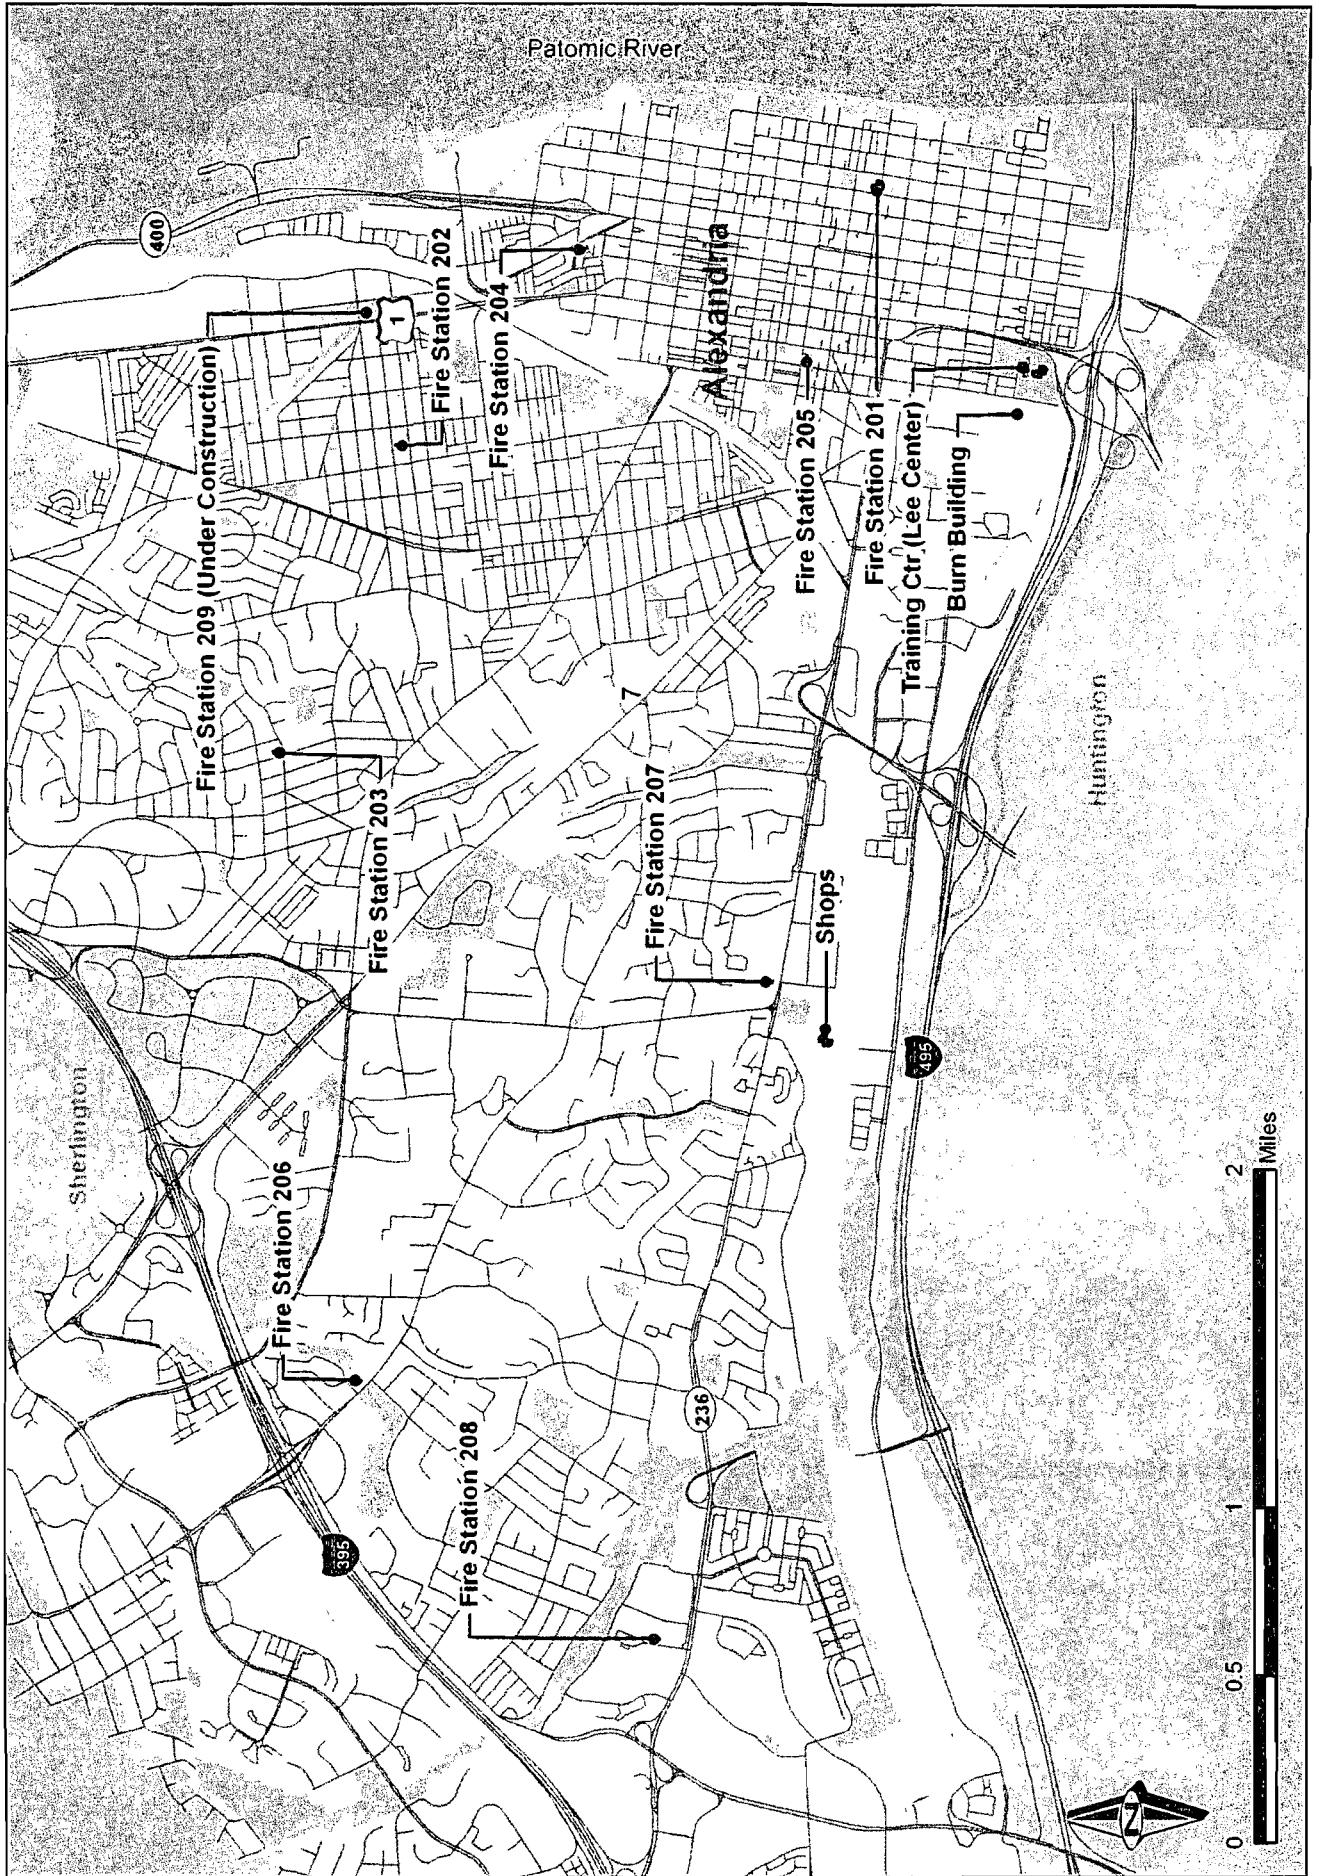 Patomic River
400
1
Fire Station 209 (Under Construction)
Fire Station 202
Fire Station 204
Alexandria
Fire Station 203
Fire Station 205
Fire Station 201
Training Ctr (Lee Center)
Burn Building
7
Fire Station 207
Shops
Huntington
495
Sherlington
Fire Station 206
Fire Station 208
236
395
N
0
0.5
1
2
Miles